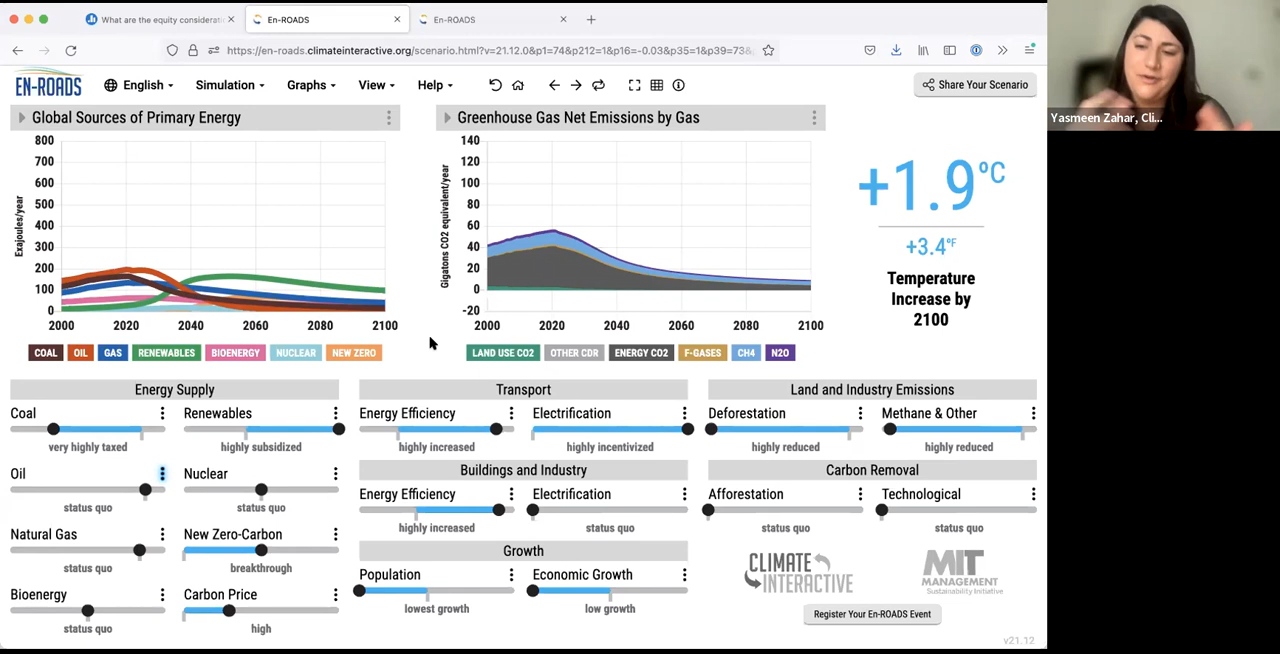 What are the equity considerati
En-ROADS
En-ROADS
https://en-roads.climateinteractive.org/scenario.html?v=21.12.0&p1=74&p212=1&p16=-0.03&p35=1&p39=73&
Yasmeen Zahar, Cli...
EN-ROADS
English
Simulation
Graphs
View
Help
Share Your Scenario
Global Sources of Primary Energy
800
700
600
500
400
300
200
100
0
Exajoules/year
2000 2020 2040 2060 2080 2100
COAL OIL GAS RENEWABLES BIOENERGY NUCLEAR NEW ZERO
Greenhouse Gas Net Emissions by Gas
140
120
100
80
60
40
20
0
-20
Gigatons CO2 equivalent/year
2000 2020 2040 2060 2080 2100
LAND USE CO2 OTHER CDR ENERGY CO2 F-GASES CH4 N2O
+1.9°C
+3.4°F
Temperature
Increase by
2100
Energy Supply
Coal
very highly taxed
Renewables
highly subsidized
Oil
status quo
Nuclear
status quo
Natural Gas
status quo
New Zero-Carbon
breakthrough
Bioenergy
status quo
Carbon Price
high
Transport
Energy Efficiency
highly increased
Electrification
highly incentivized
Buildings and Industry
Energy Efficiency
highly increased
Electrification
status quo
Growth
Population
lowest growth
Economic Growth
low growth
Land and Industry Emissions
Deforestation
highly reduced
Methane & Other
highly reduced
Carbon Removal
Afforestation
status quo
Technological
status quo
CLIMATE
INTERACTIVE
MIT
MANAGEMENT
Sustainability Initiative
Register Your En-ROADS Event
v21.12